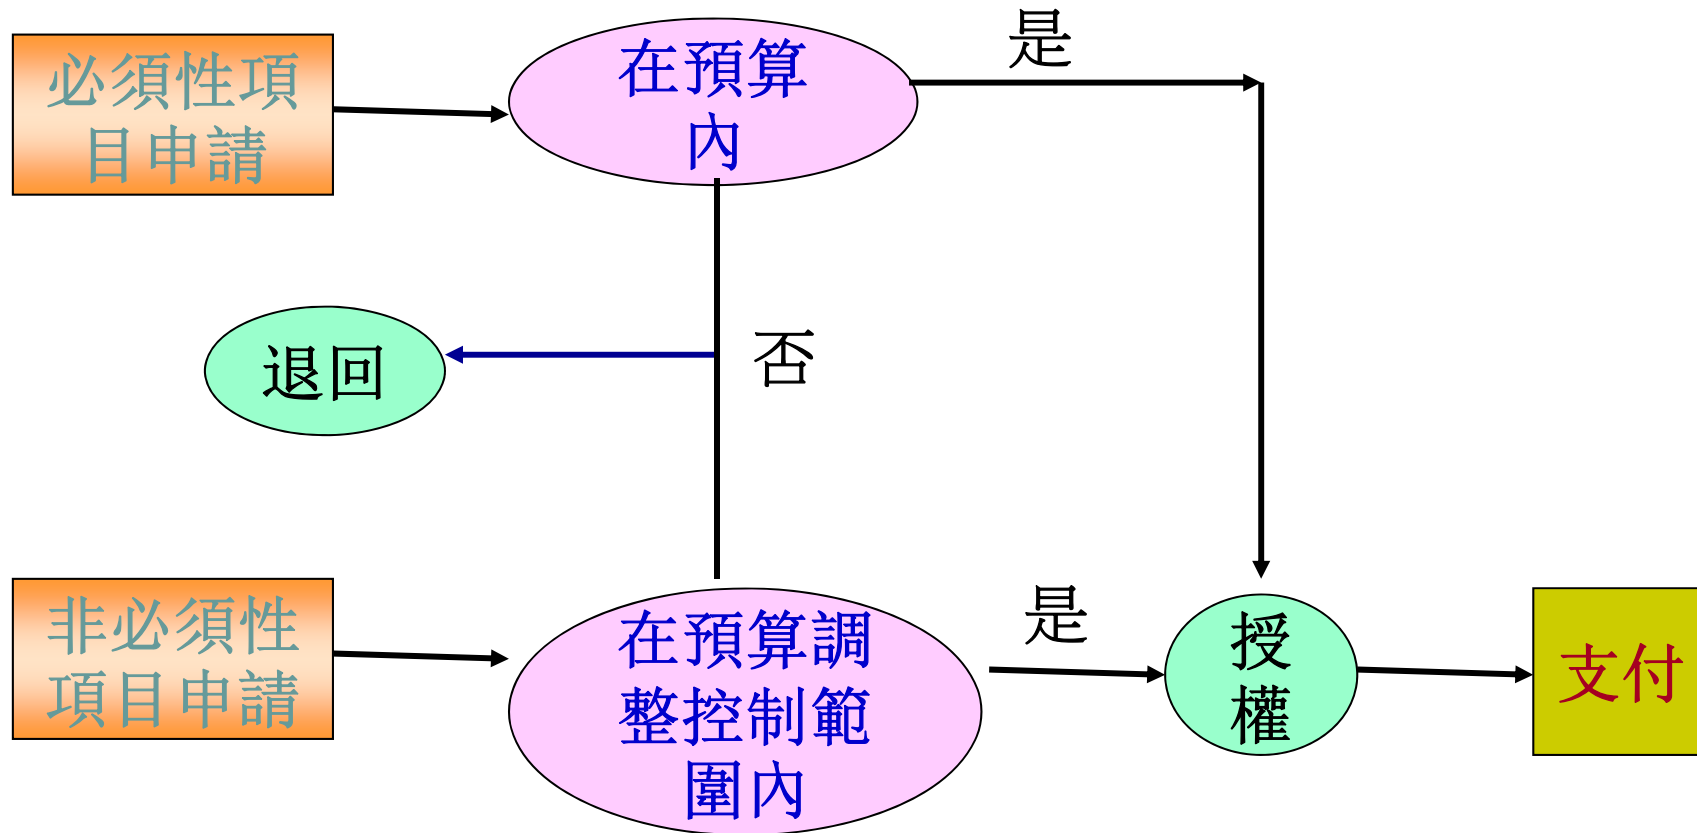 必須性項
目申請
在預算
內
是
退回
否
非必須性
項目申請
在預算調
整控制範
圍內
是
授
權
支付